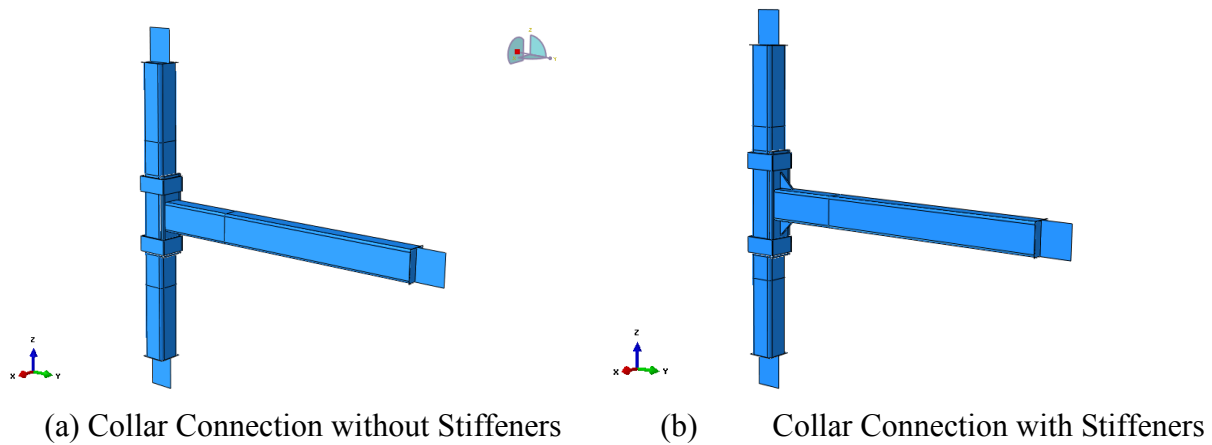 Z
Y
Z
X
Y
Z
X
Y
(a) Collar Connection without Stiffeners
(b) Collar Connection with Stiffeners